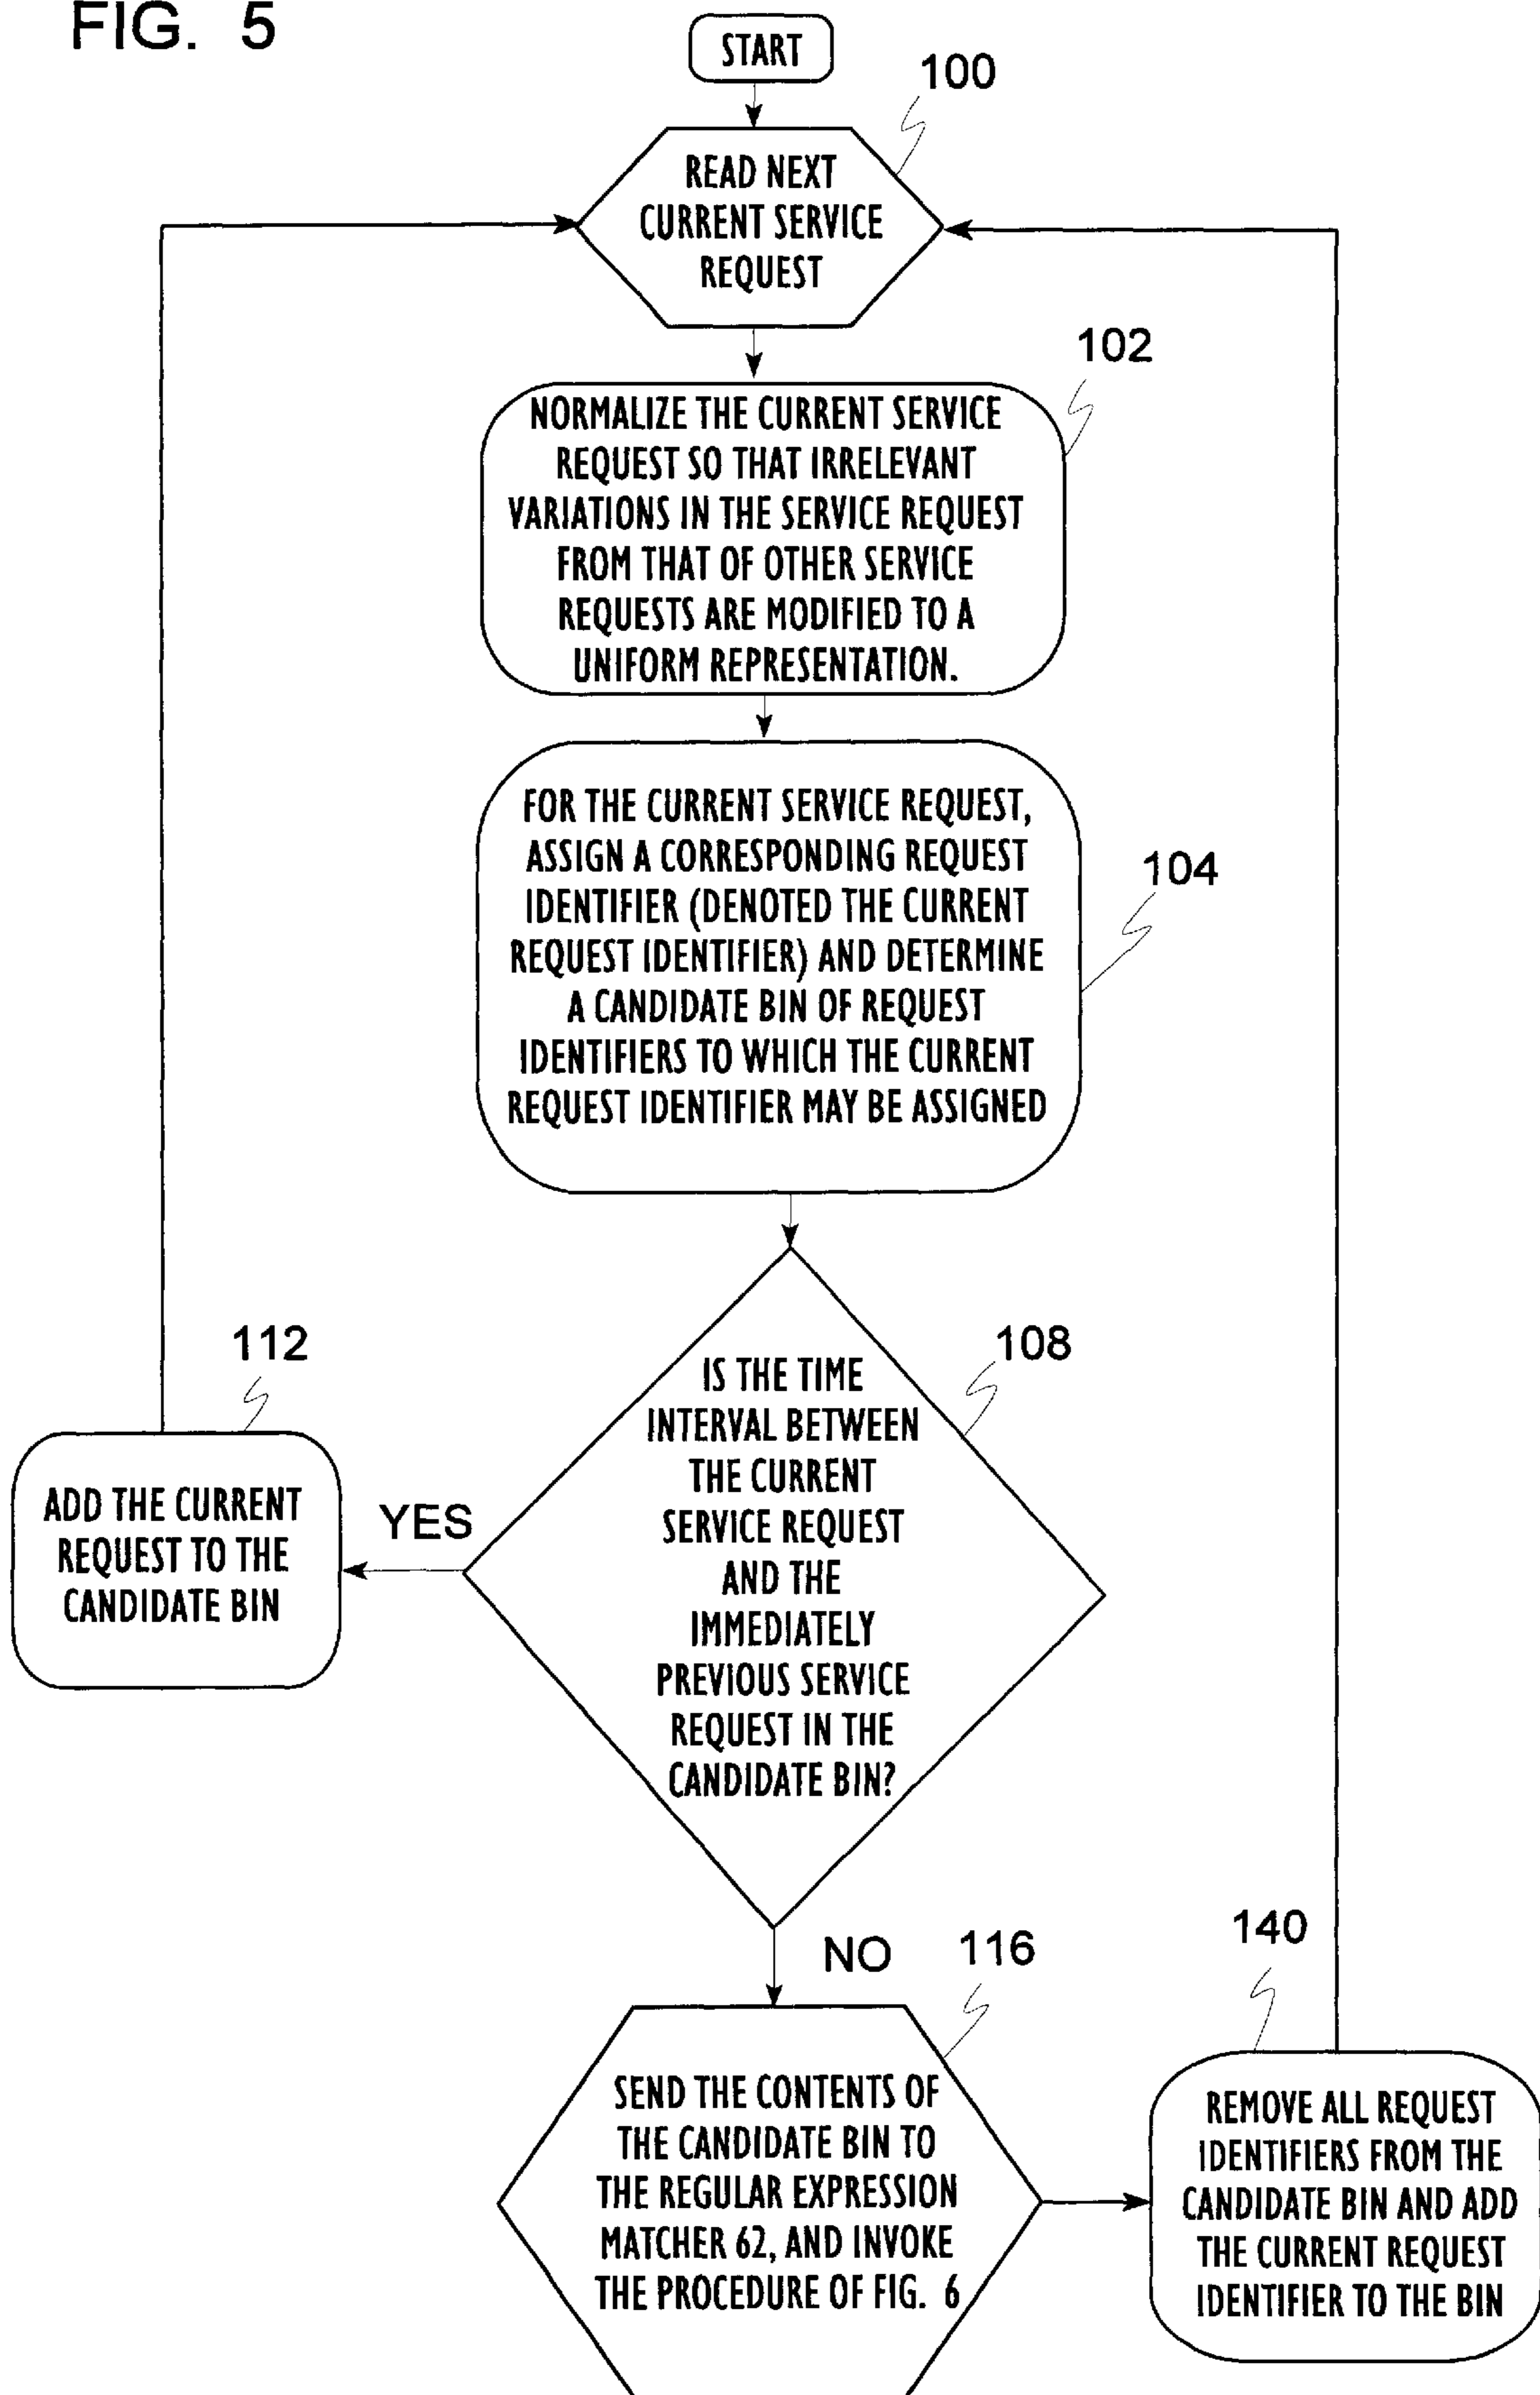 FIG. 5
START
100
READ NEXT
CURRENT SERVICE
REQUEST
102
NORMALIZE THE CURRENT SERVICE
REQUEST SO THAT IRRELEVANT
VARIATIONS IN THE SERVICE REQUEST
FROM THAT OF OTHER SERVICE
REQUESTS ARE MODIFIED TO A
UNIFORM REPRESENTATION.
104
FOR THE CURRENT SERVICE REQUEST,
ASSIGN A CORRESPONDING REQUEST
IDENTIFIER (DENOTED THE CURRENT
REQUEST IDENTIFIER) AND DETERMINE
A CANDIDATE BIN OF REQUEST
IDENTIFIERS TO WHICH THE CURRENT
REQUEST IDENTIFIER MAY BE ASSIGNED
108
IS THE TIME
INTERVAL BETWEEN
THE CURRENT
SERVICE REQUEST
AND THE
IMMEDIATELY
PREVIOUS SERVICE
REQUEST IN THE
CANDIDATE BIN?
YES
112
ADD THE CURRENT
REQUEST TO THE
CANDIDATE BIN
NO
116
SEND THE CONTENTS OF
THE CANDIDATE BIN TO
THE REGULAR EXPRESSION
MATCHER 62, AND INVOKE
THE PROCEDURE OF FIG. 6
140
REMOVE ALL REQUEST
IDENTIFIERS FROM THE
CANDIDATE BIN AND ADD
THE CURRENT REQUEST
IDENTIFIER TO THE BIN